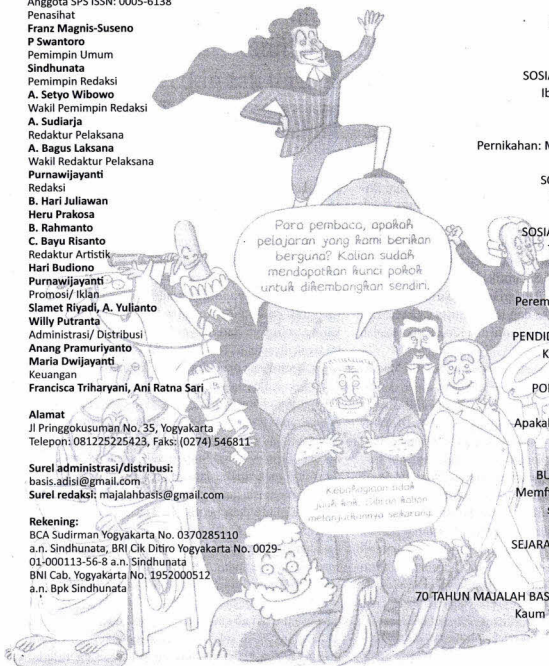 Anggota SPS ISSN: 0005-6138
Penasihat
Franz Magnis-Suseno
P Swantoro
Pemimpin Umum
Sindhunata
Pemimpin Redaksi
A. Setyo Wibowo
Wakil Pemimpin Redaksi
A. Sudiarja
Redaktur Pelaksana
A. Bagus Laksana
Wakil Redaktur Pelaksana
Purnawijayanti
Redaksi
B. Hari Juliawan
Heru Prakosa
B. Rahmanto
C. Bayu Risanto
Redaktur Artistik
Hari Budiono
Purnawijayanti
Promosi/ Iklan
Slamet Riyadi, A. Yulianto
Willy Putranta
Administrasi/ Distribusi
Anang Pramuriyanto
Maria Dwijayanti
Keuangan
Francisca Triharyani, Ani Ratna Sari
Alamat
Jl Pringgokusuman No. 35, Yogyakarta
Telepon: 081225225423, Faks: (0274) 546811
Surel administrasi/distribusi:
basis.adisi@gmail.com
Surel redaksi: majalahbasis@gmail.com
Rekening:
BCA Sudirman Yogyakarta No. 0370285110
a.n. Sindhunata, BRI Cik Ditiro Yogyakarta No. 0029-
01-000113-56-8 a.n. Sindhunata
BNI Cab. Yogyakarta No. 1952000512
a.n. Bpk Sindhunata
Para pembaca, apakah
pelajaran yang kami berikan
berguna? Kalian sudah
mendapatkan kunci pokok
untuk dikembangkan sendiri.
Kebahagiaan tidak
jauh kok
melanjutkannya sekarang.
SOSIA
Ib
Pernikahan: M
SO
SOSIA
Perem
PENDID
K
PO
Apakal
BU
Memf
s
SEJARA
70 TAHUN MAJALAH BAS
Kaum